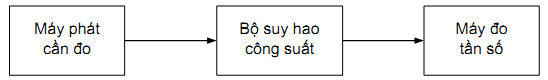 Máy phát
cần đo
Bộ suy hao
công suất
Máy đo
tần số